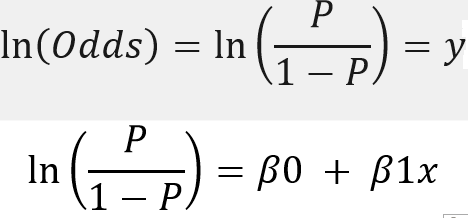 ln(Odds) = ln(P / 1 − P) = y
ln(P / 1 − P) = β0 + β1x